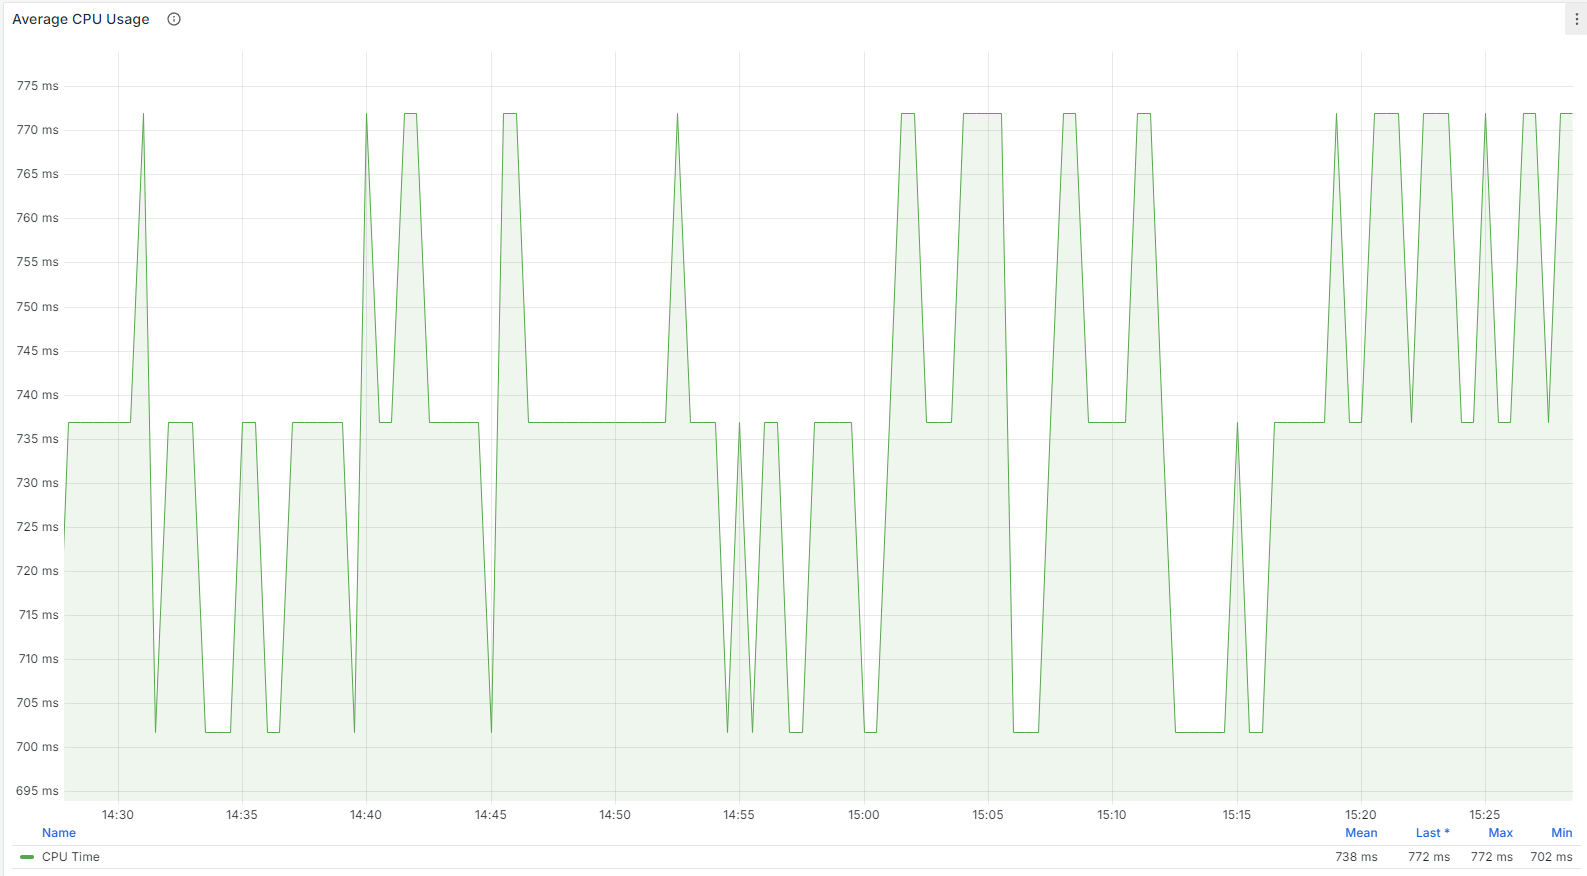 Average CPU Usage
775 ms
770 ms
765 ms
760 ms
755 ms
750 ms
745 ms
740 ms
735 ms
730 ms
725 ms
720 ms
715 ms
710 ms
705 ms
700 ms
695 ms
14:30 14:35 14:40 14:45 14:50 14:55 15:00 15:05 15:10 15:15 15:20 15:25
Name Mean Last * Max Min
CPU Time 738 ms 772 ms 772 ms 702 ms